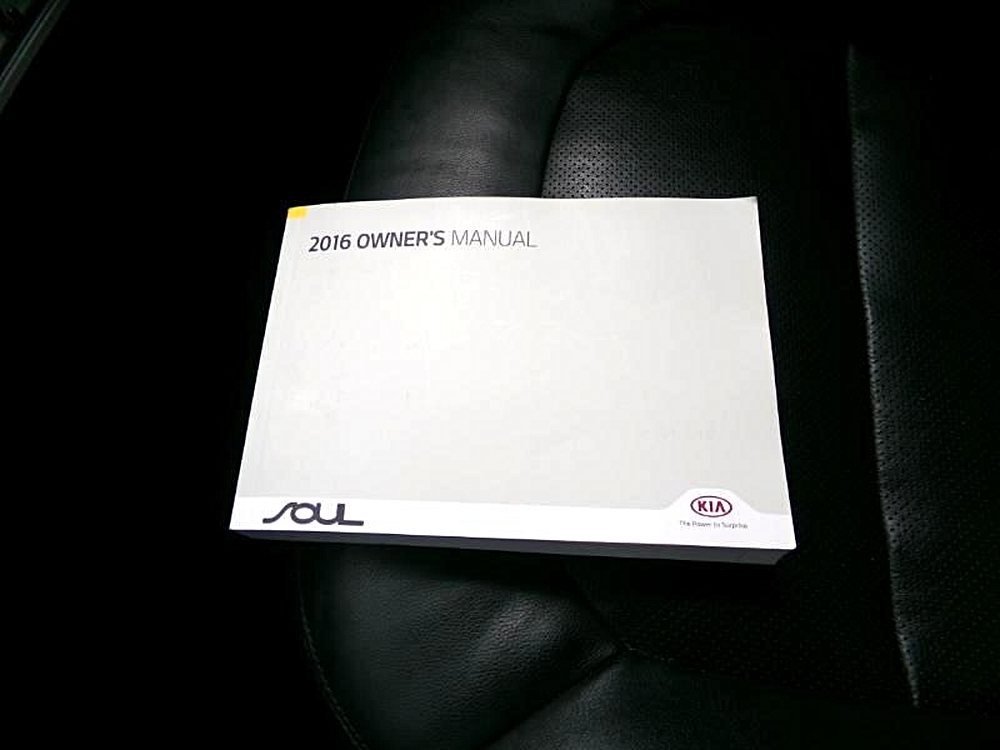 2016 OWNER'S MANUAL
SOUL
KIA
The Power to Surprise